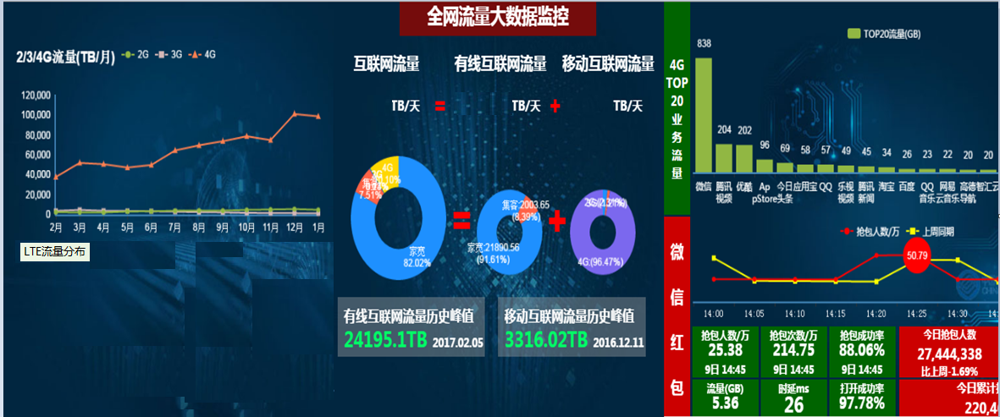 全网流量大数据监控
2/3/4G流量(TB/月)
2G
3G
4G
120,000
100,000
80,000
60,000
40,000
20,000
0
2月 3月 4月 5月 6月 7月 8月 9月 10月 11月 12月 1月
LTE流量分布
互联网流量
有线互联网流量
移动互联网流量
TB/天
=
TB/天
+
TB/天
4G
7.51%
家宽
82.02%
=
集客:2003.65
(8.39%)
家宽:21890.56
(91.61%)
+
4G:(96.47%)
有线互联网流量历史峰值
24195.1TB 2017.02.05
移动互联网流量历史峰值
3316.02TB 2016.12.11
4G
TOP
20
业
务
流
量
TOP20流量(GB)
838
204
202
96
69
58
57
49
45
34
26
23
22
20
20
微信
腾讯
视频
优酷
Ap
pStore
今日
头条
应用宝
QQ
乐视
视频
腾讯
新闻
淘宝
百度
QQ
音乐
网易
云音乐
高德
导航
智汇云
微
信
红
包
抢包人数/万
上周同期
50.79
14:00 14:05 14:10 14:15 14:20 14:25 14:30
抢包人数/万
25.38
9日 14:45
抢包次数/万
214.75
9日 14:45
抢包成功率
88.06%
9日 14:45
今日抢包人数
27,444,338
比上周-1.69%
流量(GB)
5.36
时延ms
26
打开成功率
97.78%
今日累计
220,4